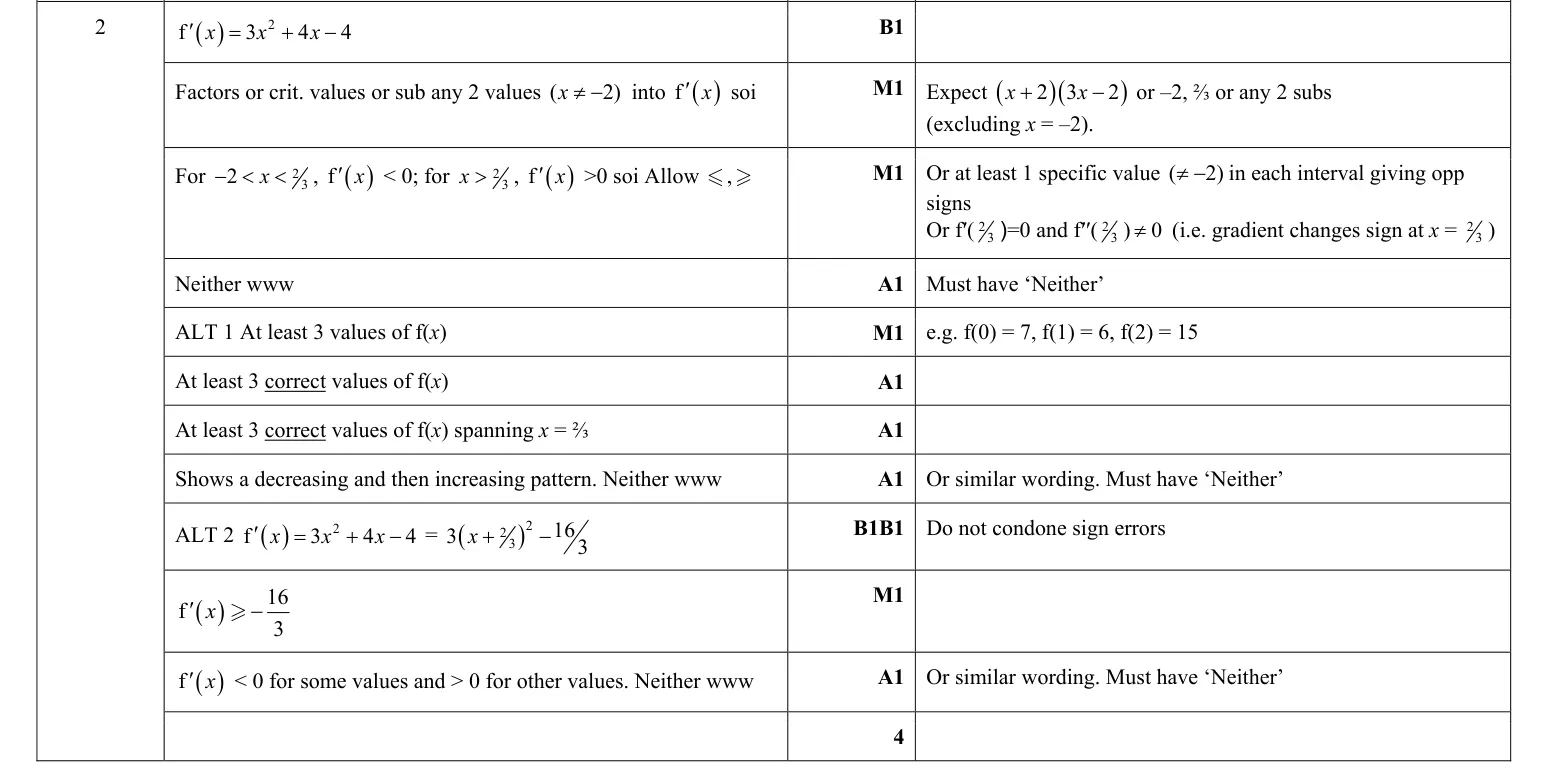 2 f′(x) = 3x² + 4x − 4 B1
Factors or crit. values or sub any 2 values (x ≠ −2) into f′(x) soi M1 Expect (x + 2)(3x − 2) or –2, ⅔ or any 2 subs
(excluding x = –2).
For −2 < x < 2/3, f′(x) < 0; for x > 2/3, f′(x) >0 soi Allow ⩽,⩾ M1 Or at least 1 specific value (≠ −2) in each interval giving opp
signs
Or f′(2/3)=0 and f″(2/3) ≠ 0 (i.e. gradient changes sign at x = 2/3)
Neither www A1 Must have ‘Neither’
ALT 1 At least 3 values of f(x) M1 e.g. f(0) = 7, f(1) = 6, f(2) = 15
At least 3 correct values of f(x) A1
At least 3 correct values of f(x) spanning x = ⅔ A1
Shows a decreasing and then increasing pattern. Neither www A1 Or similar wording. Must have ‘Neither’
ALT 2 f′(x) = 3x² + 4x − 4 = 3(x + 2/3)² − 16/3 B1B1 Do not condone sign errors
f′(x) ⩾ − 16/3 M1
f′(x) < 0 for some values and > 0 for other values. Neither www A1 Or similar wording. Must have ‘Neither’
4